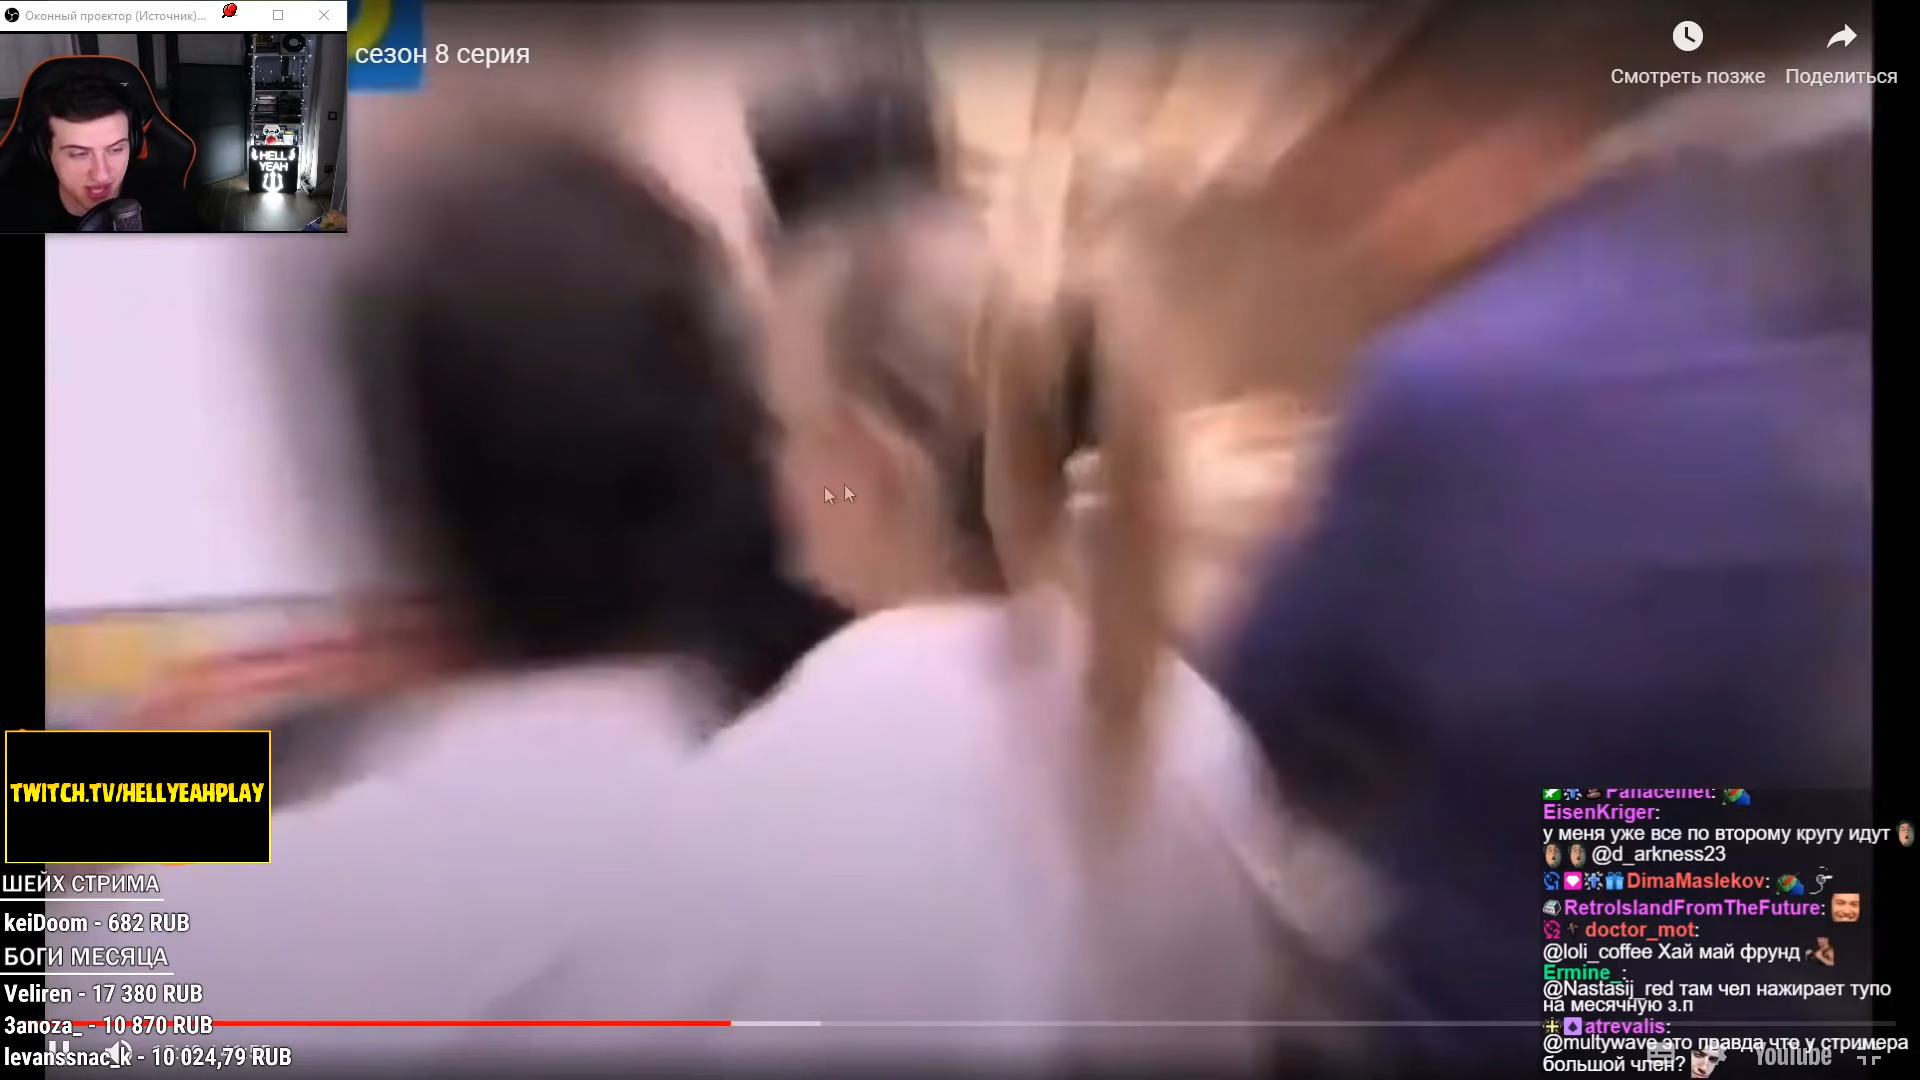 Оконный проектор (Источник)...
сезон 8 серия
Смотреть позже
Поделиться
HELL
YEAH
TWITCH.TV/HELLYEAHPLAY
ШЕЙХ СТРИМА
keiDoom - 682 RUB
БОГИ МЕСЯЦА
Veliren - 17 380 RUB
3anoza_ - 10 870 RUB
levanssnac_k - 10 024,79 RUB
Panacelnet:
EisenKriger:
у меня уже все по второму кругу идут
@d_arkness23
DimaMaslekov:
RetroIslandFromTheFuture:
doctor_mot:
@loli_coffee Хай май фрунд
Ermine_:
@Nastasij_red там чел нажирает тупо
на месячную з.п
atrevalis:
@multywave это правда что у стримера
большой член?
YouTube